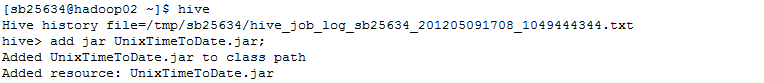 [sb25634@hadoop02 ~]$ hive
Hive history file=/tmp/sb25634/hive_job_log_sb25634_201205091708_1049444344.txt
hive> add jar UnixTimeToDate.jar;
Added UnixTimeToDate.jar to class path
Added resource: UnixTimeToDate.jar